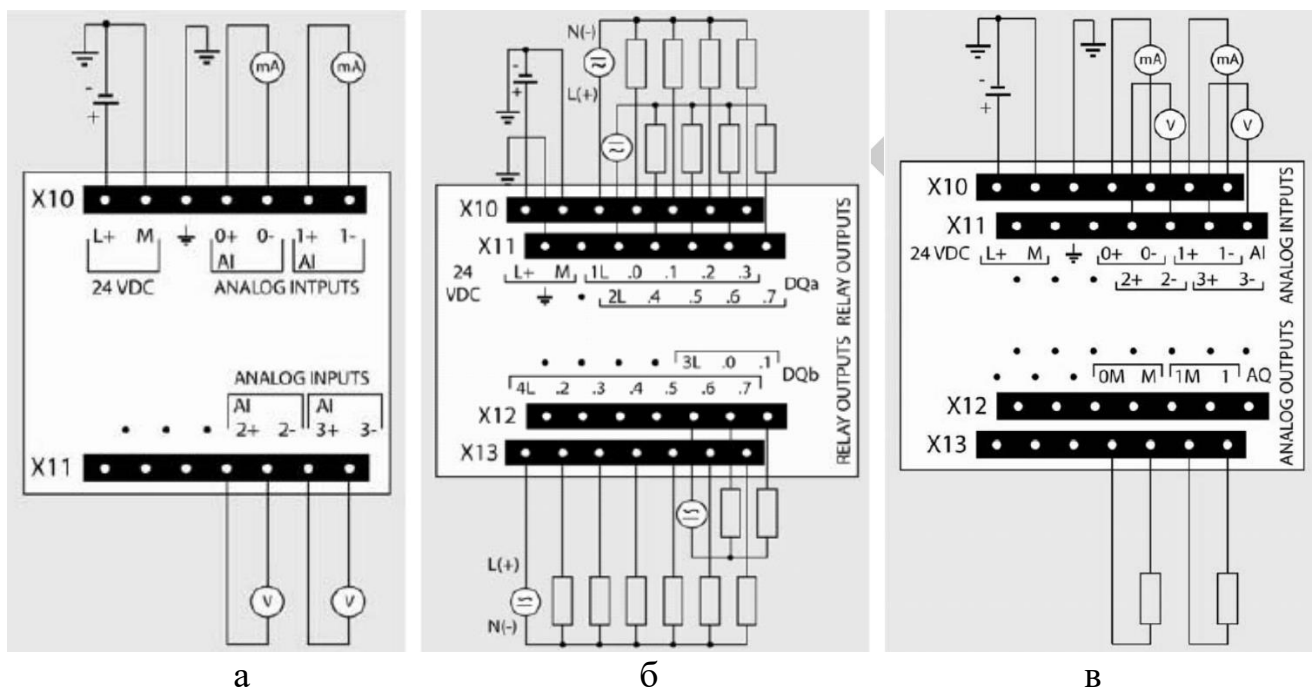 mA mA
- +
X10
L+ M 0+ 0- 1+ 1-
AI AI
24 VDC ANALOG INTPUTS
ANALOG INPUTS
AI AI
2+ 2- 3+ 3-
X11
V V
а
N(-)
L(+)
- +
X10
X11
24 VDC
L+ M 1L .0 .1 .2 .3
DQa
2L .4 .5 .6 .7
RELAY OUTPUTS
3L .0 .1
DQb
4L .2 .3 .4 .5 .6 .7
RELAY OUTPUTS
X12
X13
L(+)
N(-)
б
mA mA
V V
- +
X10
X11
24 VDC L+ M 0+ 0- 1+ 1- AI
2+ 2- 3+ 3-
ANALOG INTPUTS
0M M 1M 1 AQ
ANALOG OUTPUTS
X12
X13
в